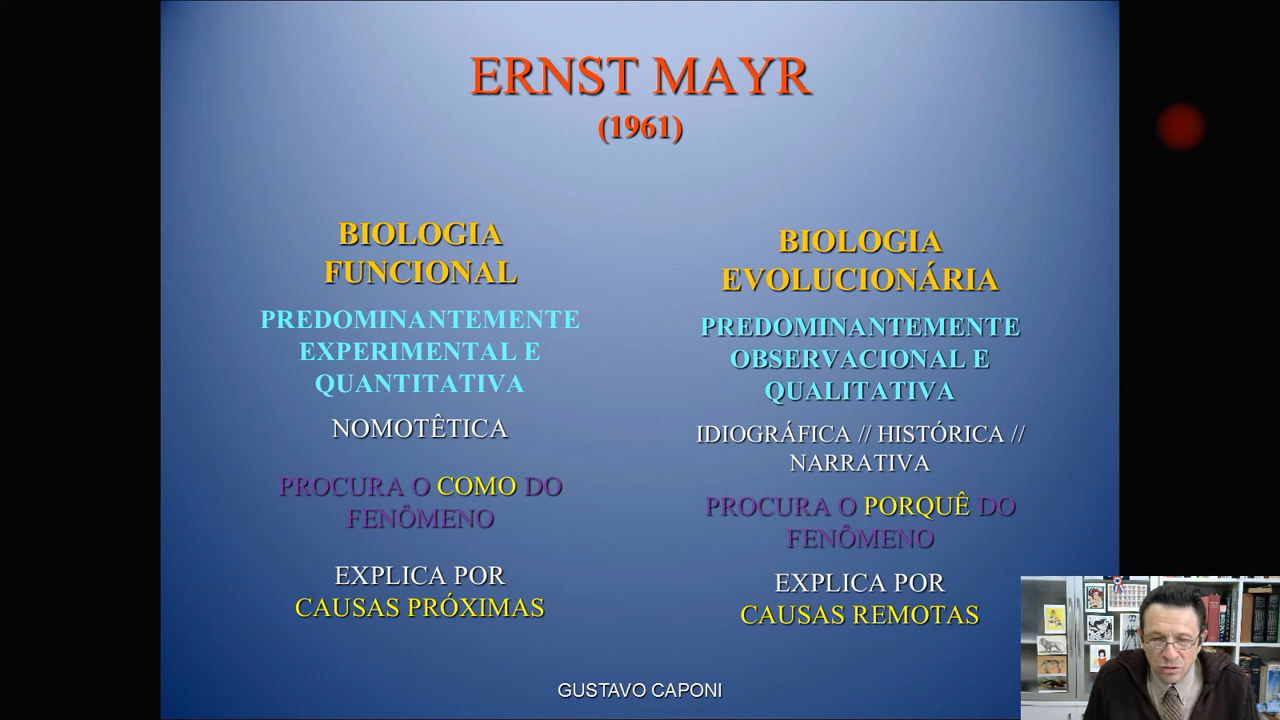 ERNST MAYR
(1961)
BIOLOGIA
FUNCIONAL
PREDOMINANTEMENTE
EXPERIMENTAL E
QUANTITATIVA
NOMOTÊTICA
PROCURA O COMO DO
FENÔMENO
EXPLICA POR
CAUSAS PRÓXIMAS
BIOLOGIA
EVOLUCIONÁRIA
PREDOMINANTEMENTE
OBSERVACIONAL E
QUALITATIVA
IDIOGRÁFICA // HISTÓRICA //
NARRATIVA
PROCURA O PORQUÊ DO
FENÔMENO
EXPLICA POR
CAUSAS REMOTAS
GUSTAVO CAPONI